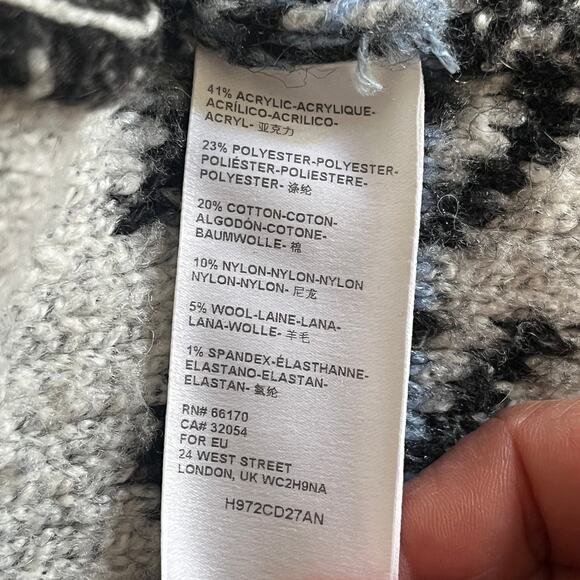 41% ACRYLIC-ACRYLIQUE-
ACRÍLICO-ACRILICO-
ACRYL- 亚克力
23% POLYESTER-POLYESTER-
POLIÉSTER-POLIESTERE-
POLYESTER- 涤纶
20% COTTON-COTON-
ALGODÓN-COTONE-
BAUMWOLLE- 棉
10% NYLON-NYLON-NYLON
NYLON-NYLON- 尼龙
5% WOOL-LAINE-LANA-
LANA-WOLLE- 羊毛
1% SPANDEX-ÉLASTHANNE-
ELASTANO-ELASTAN-
ELASTAN- 氨纶
RN# 66170
CA# 32054
FOR EU
24 WEST STREET
LONDON, UK WC2H9NA
H972CD27AN